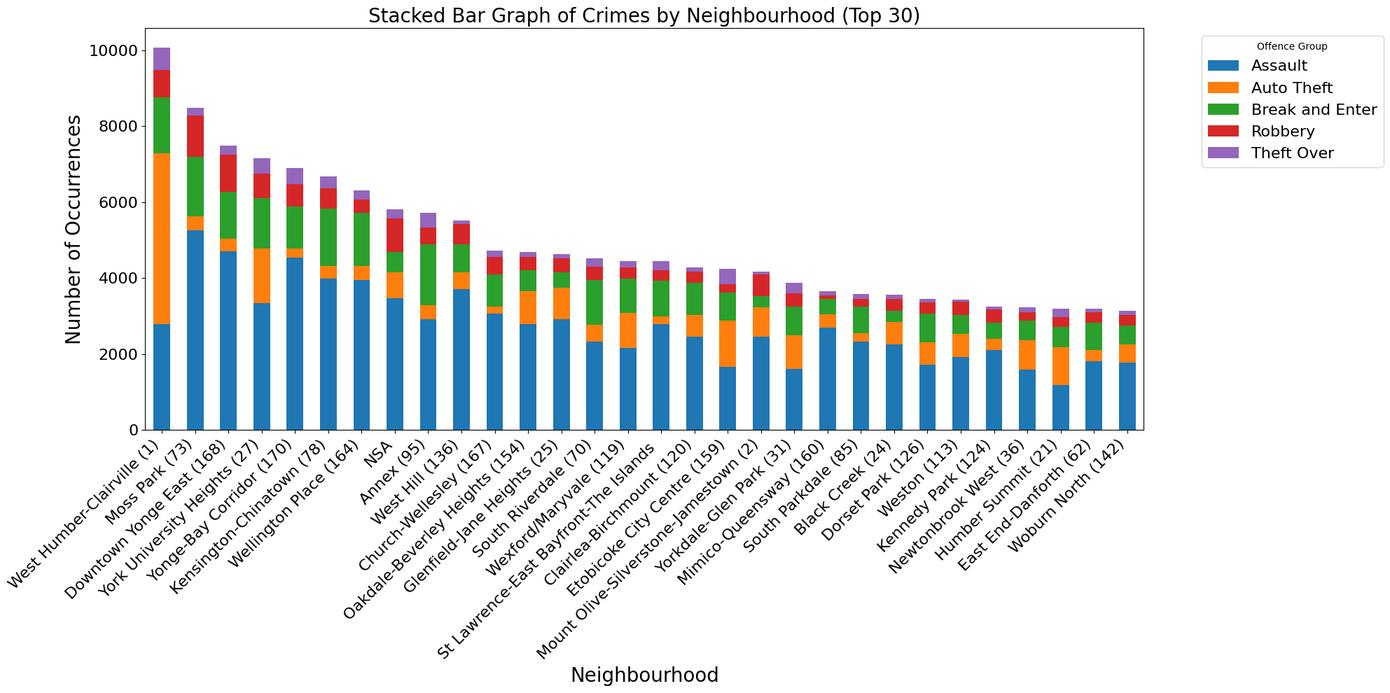 Stacked Bar Graph of Crimes by Neighbourhood (Top 30)
Number of Occurrences
10000
8000
6000
4000
2000
0
West Humber-Clairville (1)
Moss Park (73)
Downtown Yonge East (168)
York University Heights (27)
Yonge-Bay Corridor (170)
Kensington-Chinatown (78)
Wellington Place (164)
NSA
Annex (95)
West Hill (136)
Church-Wellesley (167)
Oakdale-Beverley Heights (154)
Glenfield-Jane Heights (25)
South Riverdale (70)
Wexford/Maryvale (119)
St Lawrence-East Bayfront-The Islands
Clairlea-Birchmount (120)
Etobicoke City Centre (159)
Mount Olive-Silverstone-Jamestown (2)
Yorkdale-Glen Park (31)
Mimico-Queensway (160)
South Parkdale (85)
Black Creek (24)
Dorset Park (126)
Weston (113)
Kennedy Park (124)
Newtonbrook West (36)
Humber Summit (21)
East End-Danforth (62)
Woburn North (142)
Neighbourhood
Offence Group
Assault
Auto Theft
Break and Enter
Robbery
Theft Over